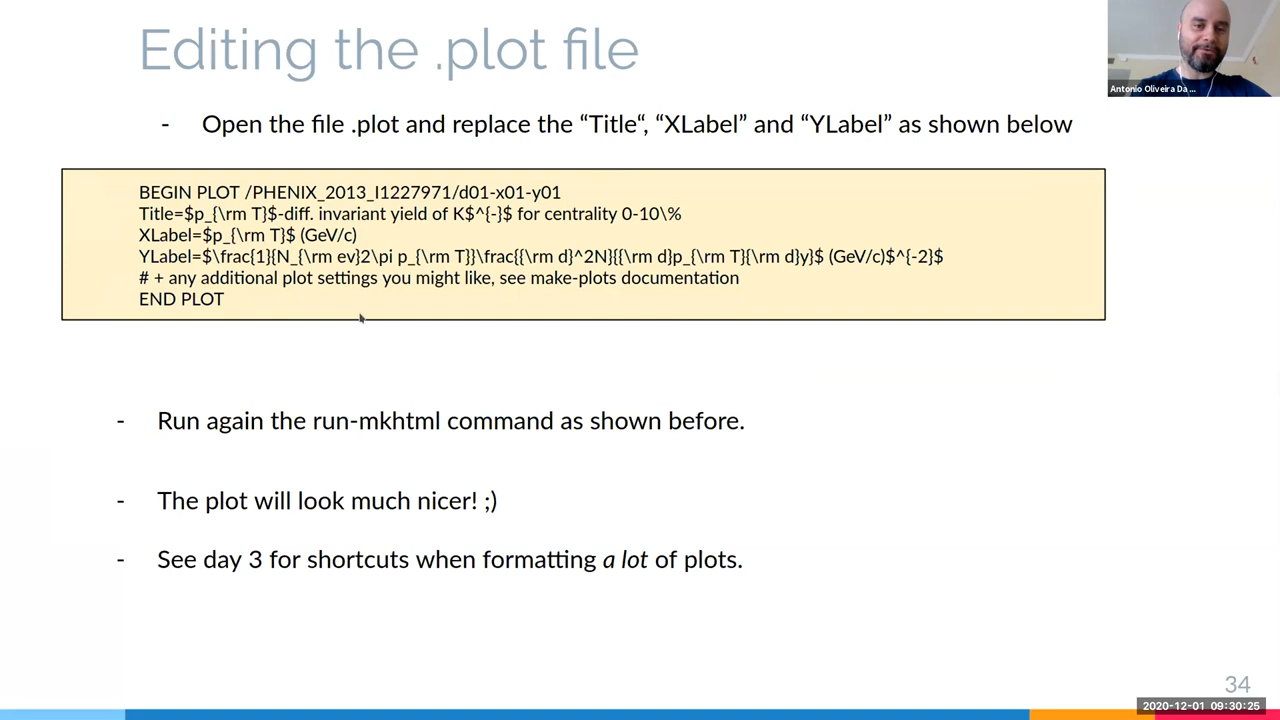 Editing the .plot file
Antonio Oliveira Da ...
- Open the file .plot and replace the “Title“, “XLabel” and “YLabel” as shown below
BEGIN PLOT /PHENIX_2013_I1227971/d01-x01-y01
Title=$p_{\rm T}$-diff. invariant yield of K$^{-}$ for centrality 0-10\%
XLabel=$p_{\rm T}$ (GeV/c)
YLabel=$\frac{1}{N_{\rm ev}2\pi p_{\rm T}}\frac{{\rm d}^2N}{{\rm d}p_{\rm T}{\rm d}y}$ (GeV/c)$^{-2}$
# + any additional plot settings you might like, see make-plots documentation
END PLOT
- Run again the run-mkhtml command as shown before.
- The plot will look much nicer! ;)
- See day 3 for shortcuts when formatting a lot of plots.
34
2020-12-01 09:30:25